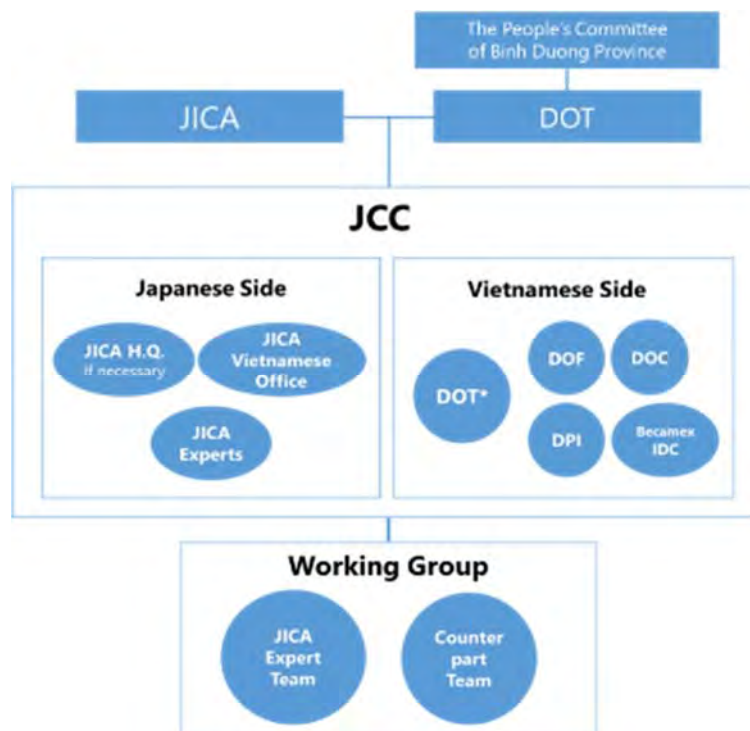 The People's Committee
of Binh Duong Province
JICA
DOT
JCC
Japanese Side
JICA H.Q.
If necessary
JICA
Vietnamese
Office
JICA
Experts
Vietnamese Side
DOT*
DOF
DOC
DPI
Becamex
IDC
Working Group
JICA
Expert
Team
Counter
part
Team